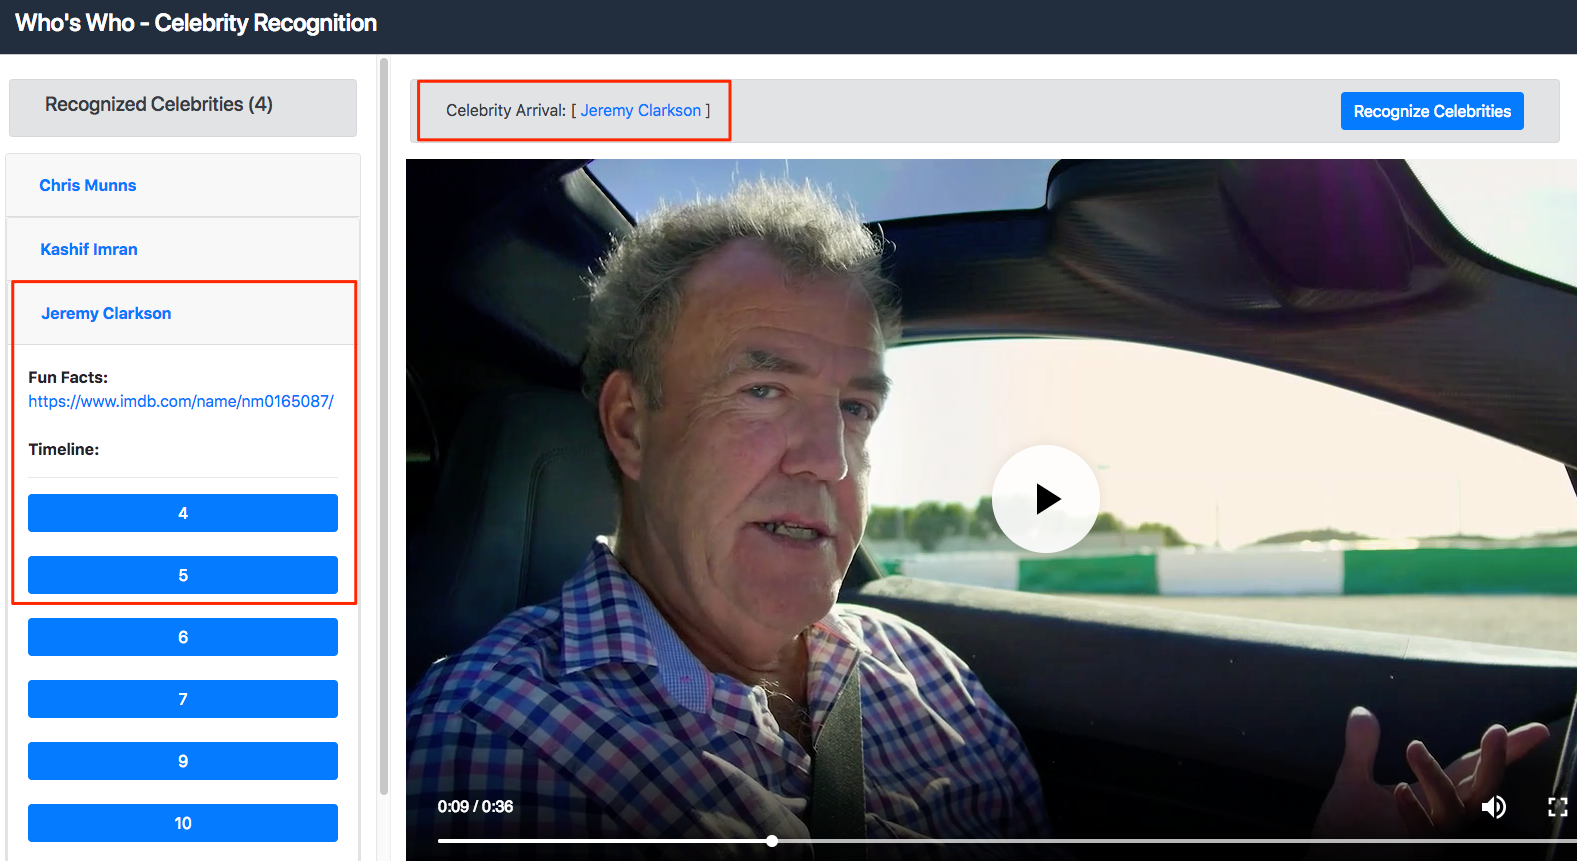 Who's Who - Celebrity Recognition
Recognized Celebrities (4)
Chris Munns
Kashif Imran
Jeremy Clarkson
Fun Facts:
https://www.imdb.com/name/nm0165087/
Timeline:
4
5
6
7
9
10
Celebrity Arrival: [ Jeremy Clarkson ]
Recognize Celebrities
0:09 / 0:36